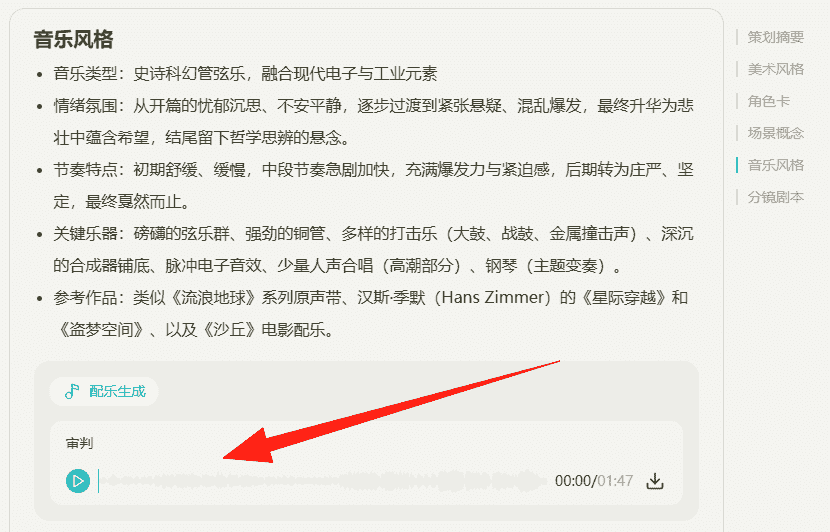 音乐风格
音乐类型：史诗科幻管弦乐，融合现代电子与工业元素
情绪氛围：从开篇的忧郁沉思、不安平静，逐步过渡到紧张悬疑、混乱爆发，最终升华为悲
壮中蕴含希望，结尾留下哲学思辨的悬念。
节奏特点：初期舒缓、缓慢，中段节奏急剧加快，充满爆发力与紧迫感，后期转为庄严、坚
定，最终戛然而止。
关键乐器：磅礴的弦乐群、强劲的铜管、多样的打击乐（大鼓、战鼓、金属撞击声）、深沉
的合成器铺底、脉冲电子音效、少量人声合唱（高潮部分）、钢琴（主题变奏）。
参考作品：类似《流浪地球》系列原声带、汉斯·季默（Hans Zimmer）的《星际穿越》和
《盗梦空间》、以及《沙丘》电影配乐。
配乐生成
审判
00:00/01:47
策划摘要
美术风格
角色卡
场景概念
音乐风格
分镜剧本